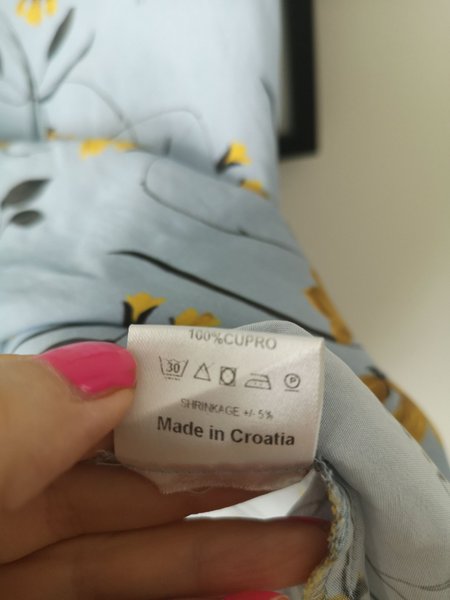 100%CUPRO
30 P
SHRINKAGE +/- 5%
Made in Croatia